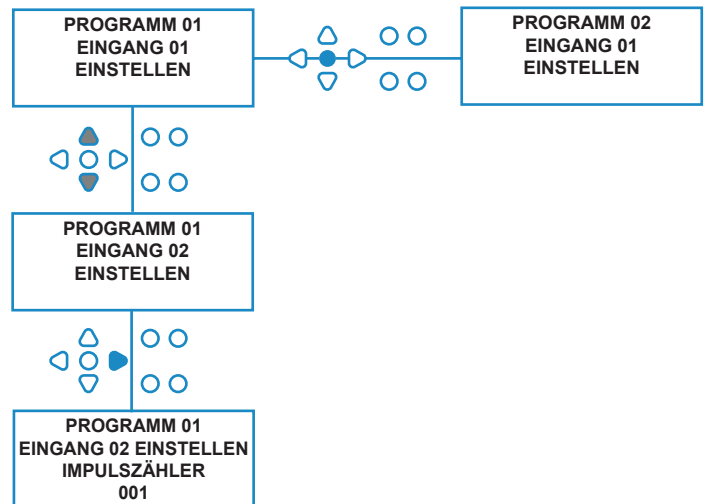 PROGRAMM 01
EINGANG 01
EINSTELLEN
PROGRAMM 02
EINGANG 01
EINSTELLEN
PROGRAMM 01
EINGANG 02
EINSTELLEN
PROGRAMM 01
EINGANG 02 EINSTELLEN
IMPULSZÄHLER
001